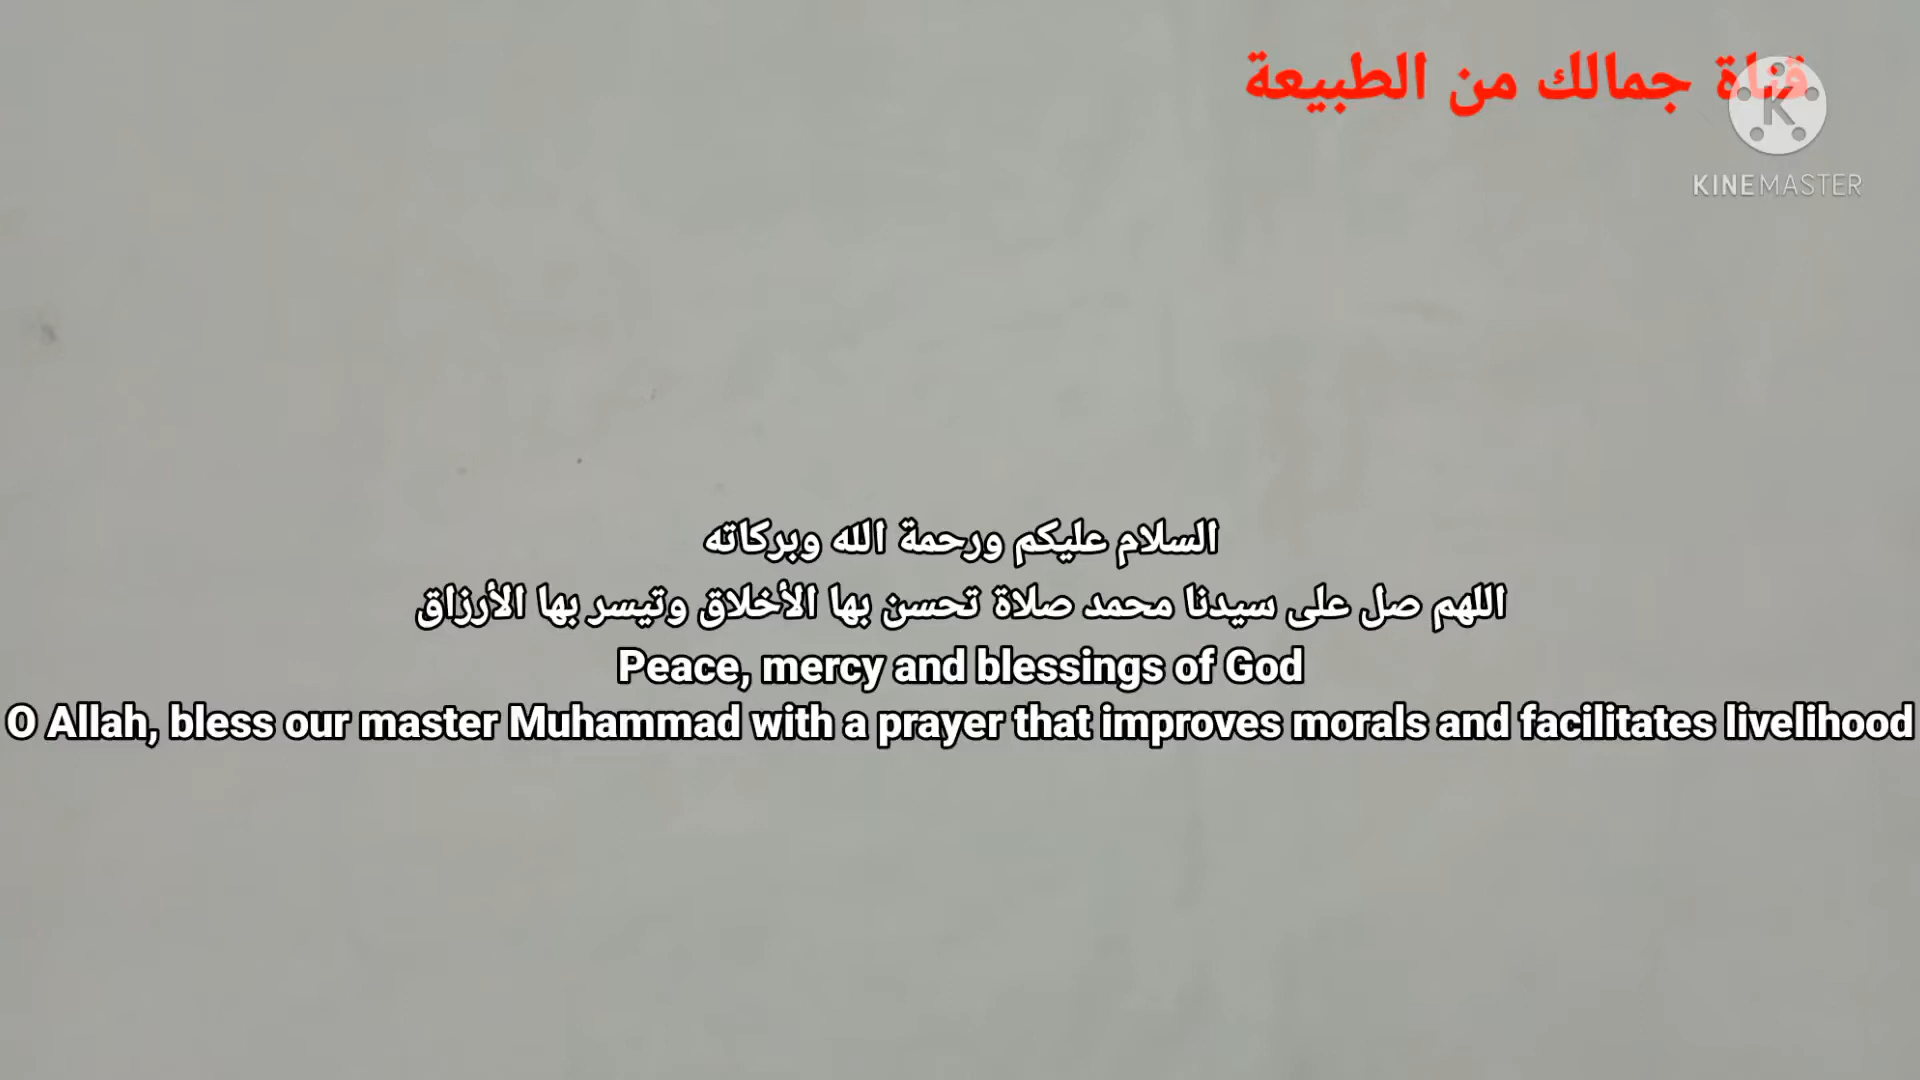 قناة جمالك من الطبيعة
K
KINEMASTER
السلام عليكم ورحمة الله وبركاته
اللهم صل على سيدنا محمد صلاة تحسن بها الأخلاق وتيسر بها الأرزاق
Peace, mercy and blessings of God
O Allah, bless our master Muhammad with a prayer that improves morals and facilitates livelihood